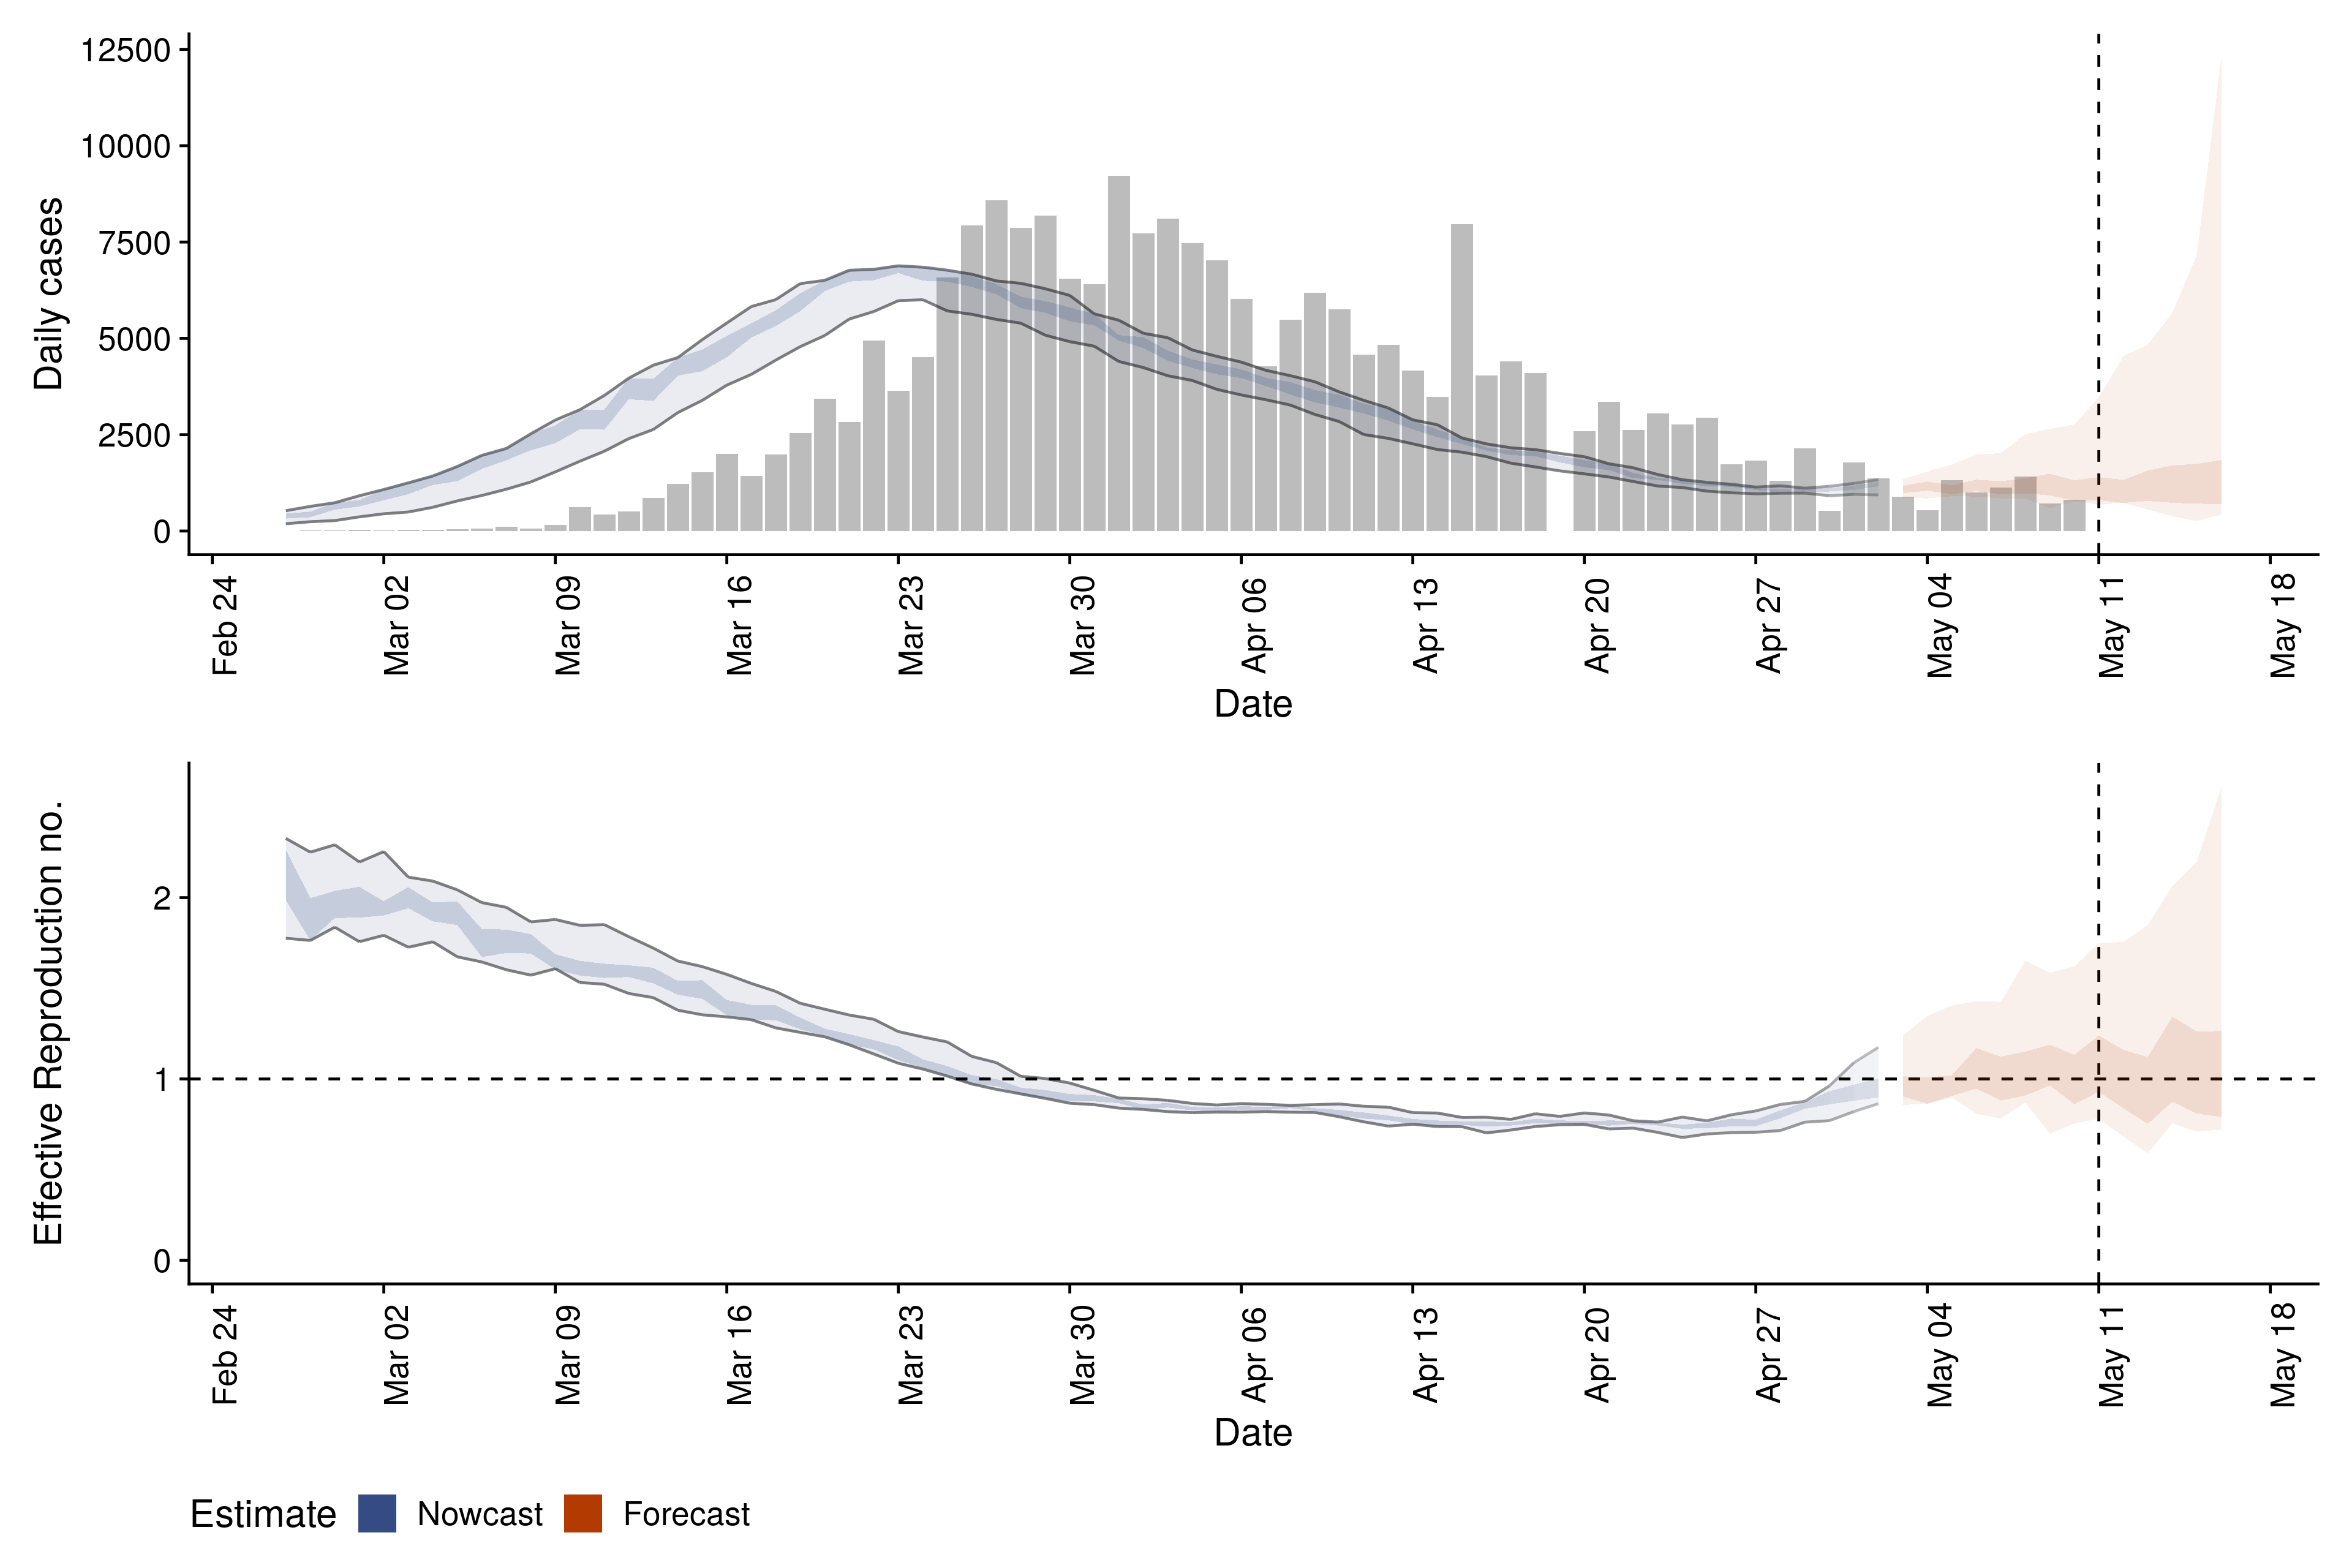 12500
10000
7500
5000
2500
0
Daily cases
Feb 24
Mar 02
Mar 09
Mar 16
Mar 23
Mar 30
Apr 06
Apr 13
Apr 20
Apr 27
May 04
May 11
May 18
Date
2
1
0
Effective Reproduction no.
Feb 24
Mar 02
Mar 09
Mar 16
Mar 23
Mar 30
Apr 06
Apr 13
Apr 20
Apr 27
May 04
May 11
May 18
Date
Estimate Nowcast Forecast